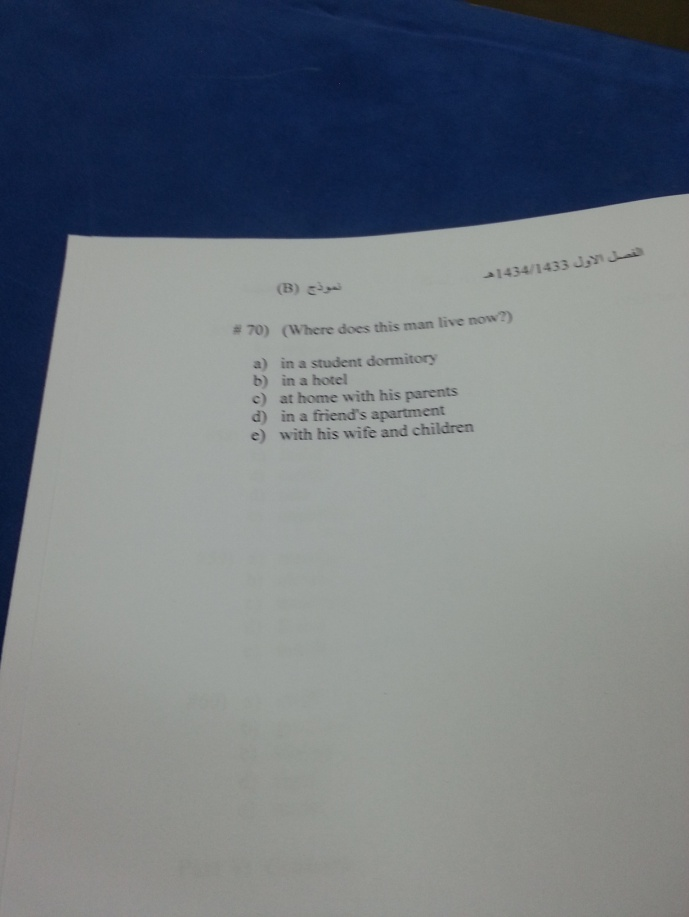 الفصل الاول 1434/1433هـ
نموذج (B)
# 70) (Where does this man live now?)
a) in a student dormitory
b) in a hotel
c) at home with his parents
d) in a friend's apartment
e) with his wife and children